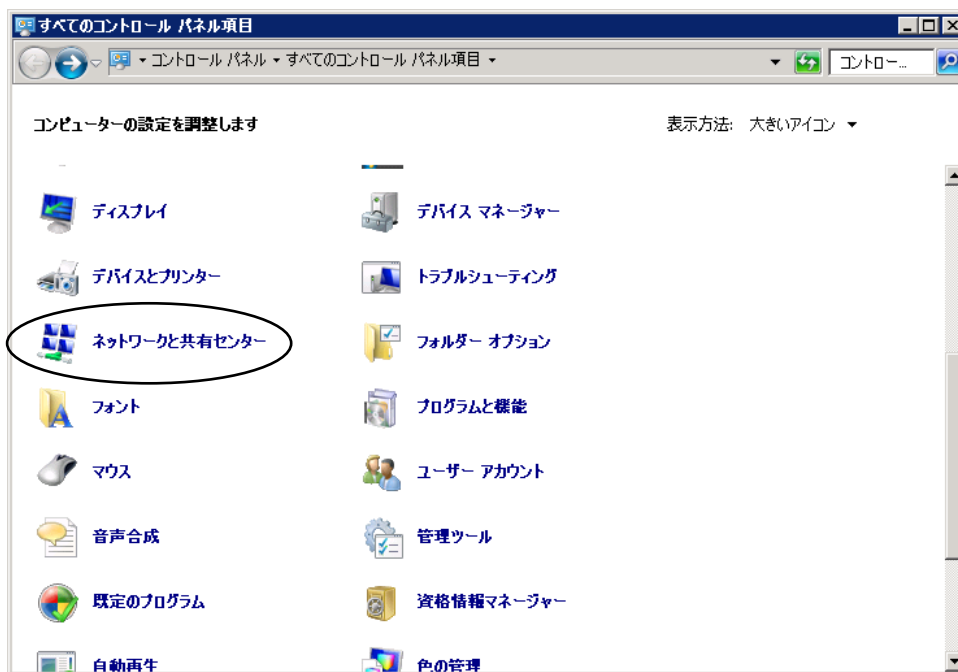 すべてのコントロール パネル項目
コントロール パネル ▾ すべてのコントロール パネル項目 ▾
コントロー...
コンピューターの設定を調整します
表示方法: 大きいアイコン ▾
ディスプレイ
デバイス マネージャー
デバイスとプリンター
トラブルシューティング
ネットワークと共有センター
フォルダー オプション
フォント
プログラムと機能
マウス
ユーザー アカウント
音声合成
管理ツール
既定のプログラム
資格情報マネージャー
自動再生
色の管理